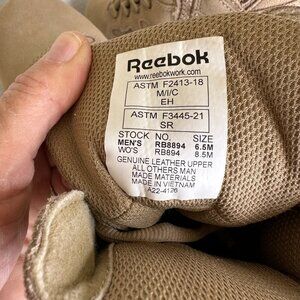 Reebok
www.reebokwork.com
ASTM F2413-18
M/I/C
EH
ASTM F3445-21
SR
STOCK NO. SIZE
MEN'S RB8894 6.5M
WO'S RB894 8.5M
GENUINE LEATHER UPPER
ALL OTHERS MAN
MADE MATERIALS
MADE IN VIETNAM
A22-4126